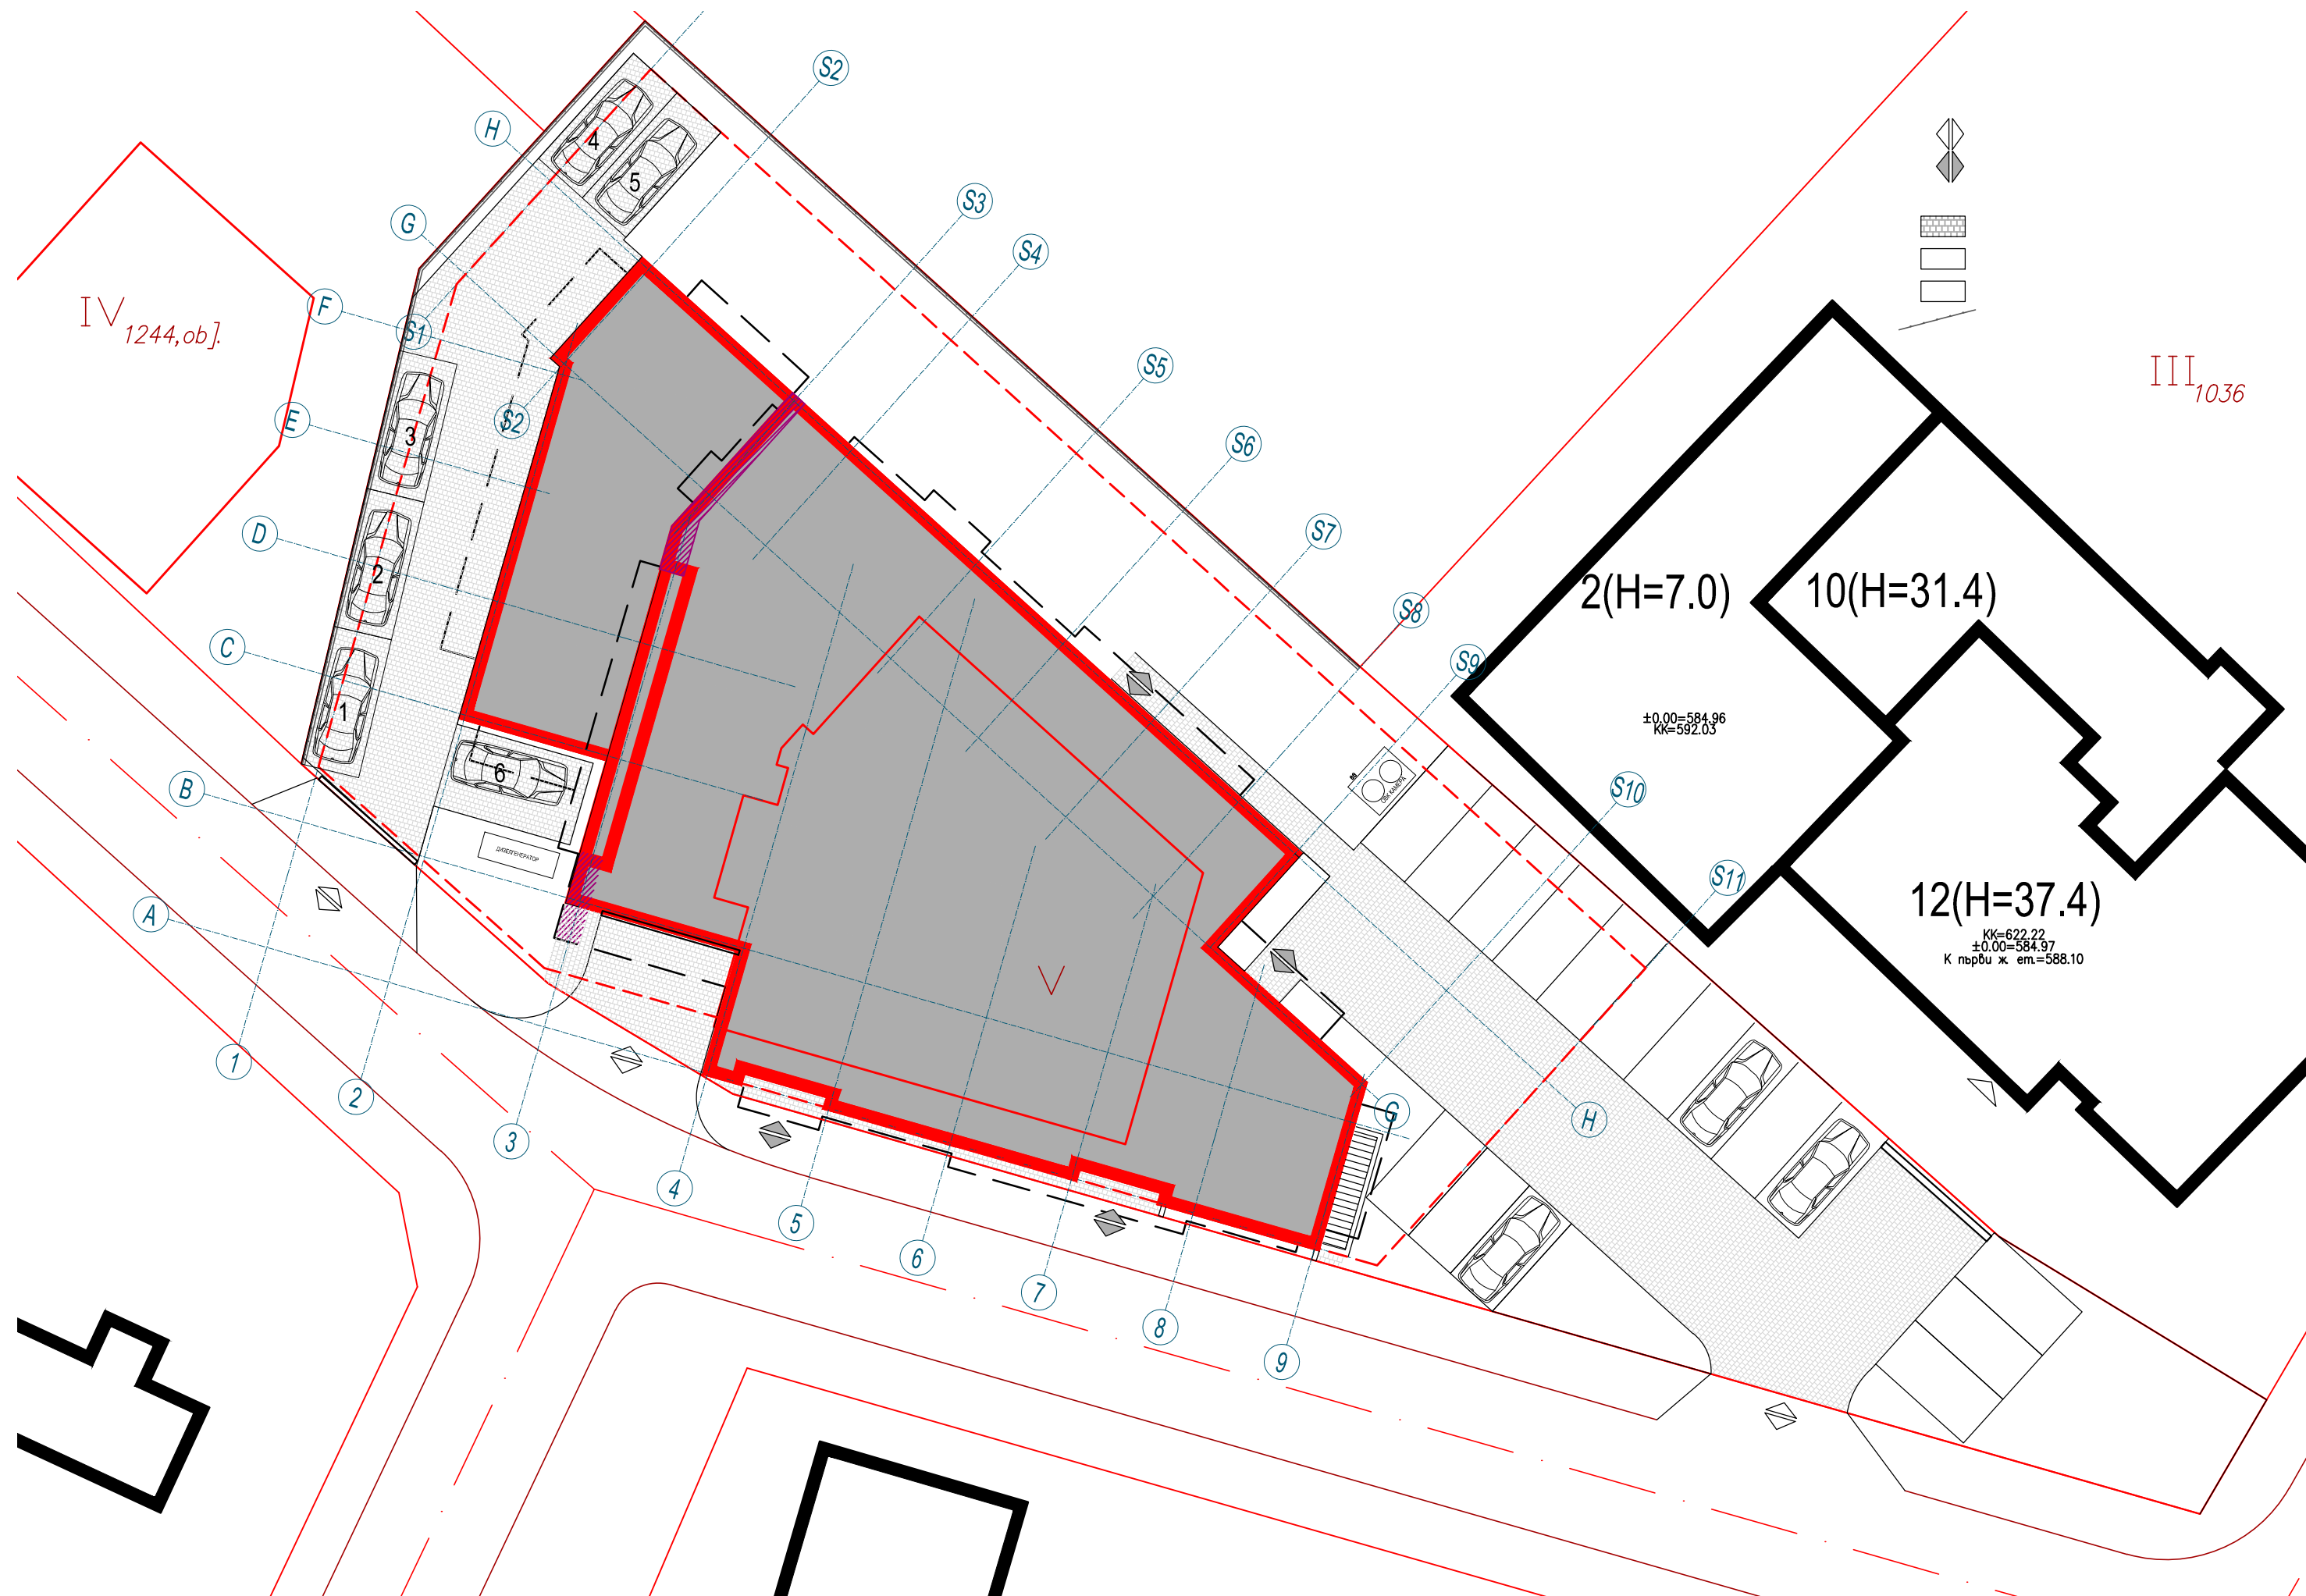 S2
H
4
5
S3
G
S4
F
IV 1244,ob].
S1
S5
III 1036
E
S2
3
S6
D
S7
2
2(H=7.0)
10(H=31.4)
S8
C
S9
1
±0.00=584.96
KK=592.03
6
B
ОВК КАМЕРА
S10
ДИЗЕЛГЕНЕРАТОР
S11
12(H=37.4)
A
KK=622.22
±0.00=584.97
К първи ж. ет.=588.10
V
1
2
G
H
3
4
5
6
7
8
9